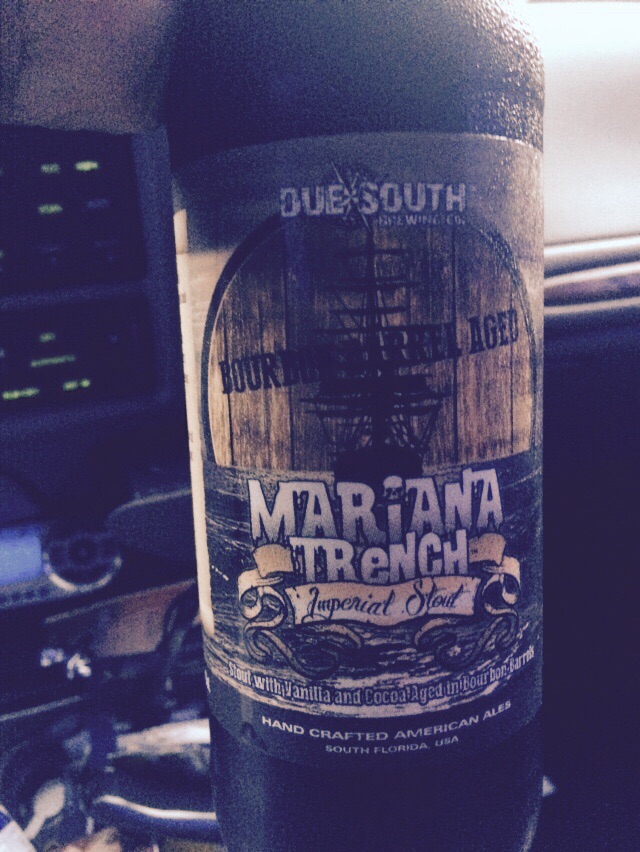 DUE SOUTH
BREWING CO.
BOURBON BARREL AGED
MARIANA
TRENCH
Imperial Stout
Stout with Vanilla and Cocoa Aged in Bourbon Barrels
HAND CRAFTED AMERICAN ALES
SOUTH FLORIDA, USA